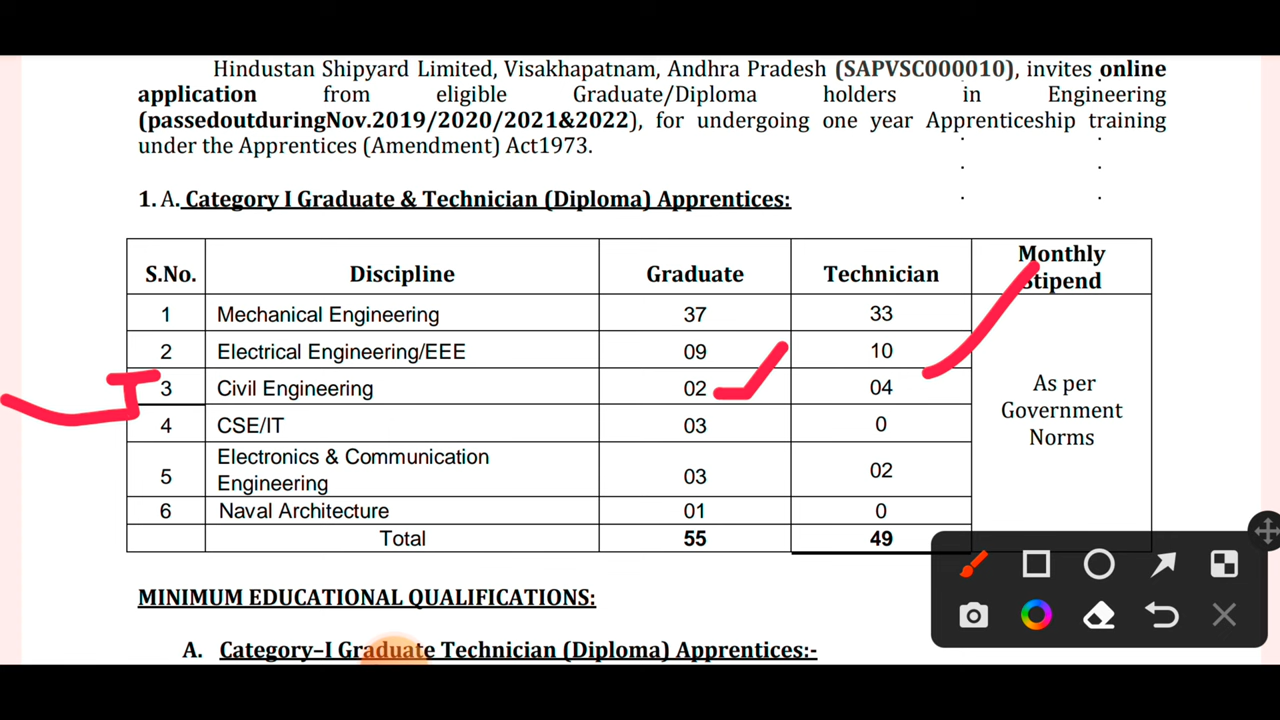 Hindustan Shipyard Limited, Visakhapatnam, Andhra Pradesh (SAPVSC000010), invites online
application from eligible Graduate/Diploma holders in Engineering
(passedoutduringNov.2019/2020/2021&2022), for undergoing one year Apprenticeship training
under the Apprentices (Amendment) Act1973.
1. A. Category I Graduate & Technician (Diploma) Apprentices:
S.No. Discipline Graduate Technician Monthly Stipend
1 Mechanical Engineering 37 33
2 Electrical Engineering/EEE 09 10
3 Civil Engineering 02 04
As per
Government
Norms
4 CSE/IT 03 0
5 Electronics & Communication
Engineering 03 02
6 Naval Architecture 01 0
Total 55 49
MINIMUM EDUCATIONAL QUALIFICATIONS:
A. Category–I Graduate Technician (Diploma) Apprentices:-